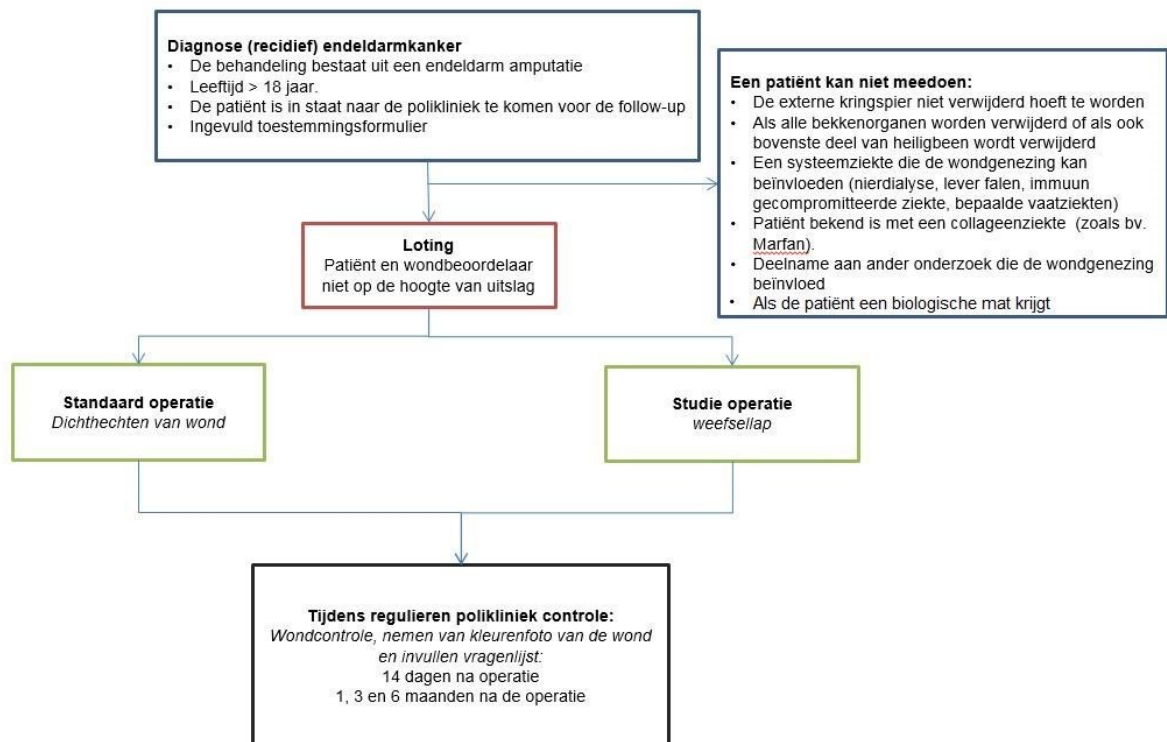 Diagnose (recidief) endeldarmkanker
• De behandeling bestaat uit een endeldarm amputatie
• Leeftijd > 18 jaar.
• De patiënt is in staat naar de polikliniek te komen voor de follow-up
• Ingevuld toestemmingsformulier
Een patiënt kan niet meedoen:
• De externe kringspier niet verwijderd hoeft te worden
• Als alle bekkenorganen worden verwijderd of als ook
bovenste deel van heiligbeen wordt verwijderd
• Een systeemziekte die de wondgenezing kan
beïnvloeden (nierdialyse, lever falen, immuun
gecompromitteerde ziekte, bepaalde vaatziekten)
• Patiënt bekend is met een collageenziekte (zoals bv.
Marfan).
• Deelname aan ander onderzoek die de wondgenezing
beïnvloed
• Als de patiënt een biologische mat krijgt
Loting
Patiënt en wondbeoordelaar
niet op de hoogte van uitslag
Standaard operatie
Dichthechten van wond
Studie operatie
weefsellap
Tijdens regulieren polikliniek controle:
Wondcontrole, nemen van kleurenfoto van de wond
en invullen vragenlijst:
14 dagen na operatie
1, 3 en 6 maanden na de operatie